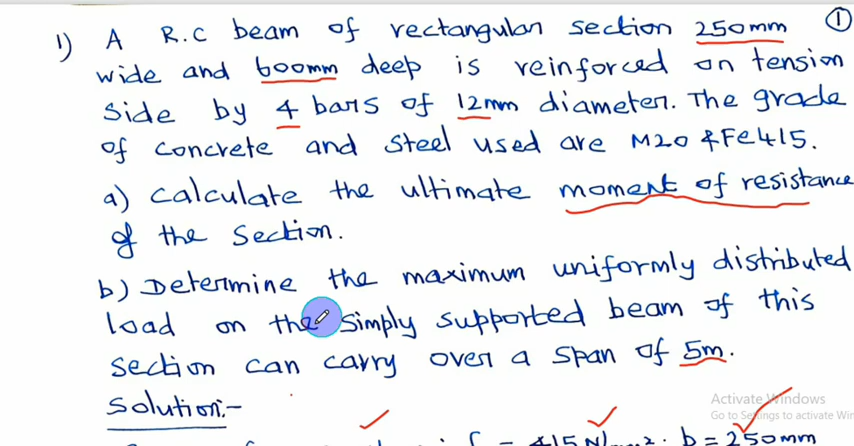 ①
1) A R.C beam of rectangular section 250mm
wide and 600mm deep is reinforced on tension
side by 4 bars of 12mm diameter. The grade
of concrete and steel used are M20 & Fe415.
a) calculate the ultimate moment of resistance
of the section.
b) Determine the maximum uniformly distributed
load on the simply supported beam of this
section can carry over a span of 5m.
Solution:-
Activate Windows
Go to Settings to activate Win
415 N b = 250mm